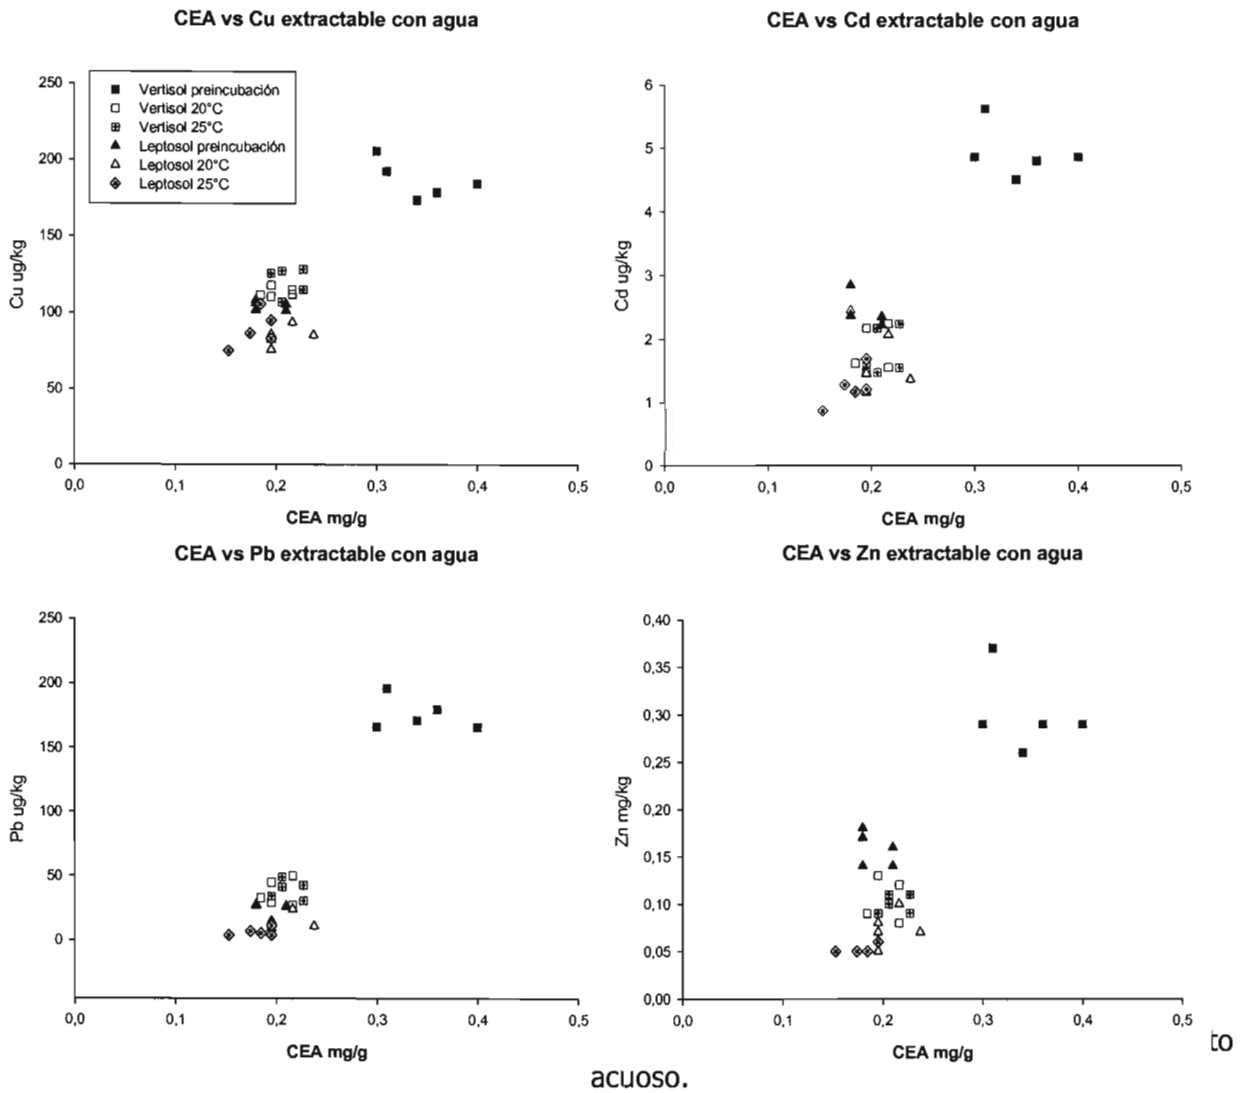 CEA vs Cu extractable con agua
250
200
150
100
50
0
Cu ug/kg
Vertisol preincubación
Vertisol 20°C
Vertisol 25°C
Leptosol preincubación
Leptosol 20°C
Leptosol 25°C
0,0 0,1 0,2 0,3 0,4 0,5
CEA mg/g
CEA vs Cd extractable con agua
6
5
4
3
2
1
0
Cd ug/kg
0,0 0,1 0,2 0,3 0,4 0,5
CEA mg/g
CEA vs Pb extractable con agua
250
200
150
100
50
0
Pb ug/kg
0,0 0,1 0,2 0,3 0,4 0,5
CEA mg/g
CEA vs Zn extractable con agua
0,40
0,35
0,30
0,25
0,20
0,15
0,10
0,05
0,00
Zn mg/kg
0,0 0,1 0,2 0,3 0,4 0,5
CEA mg/g
to
acuoso.